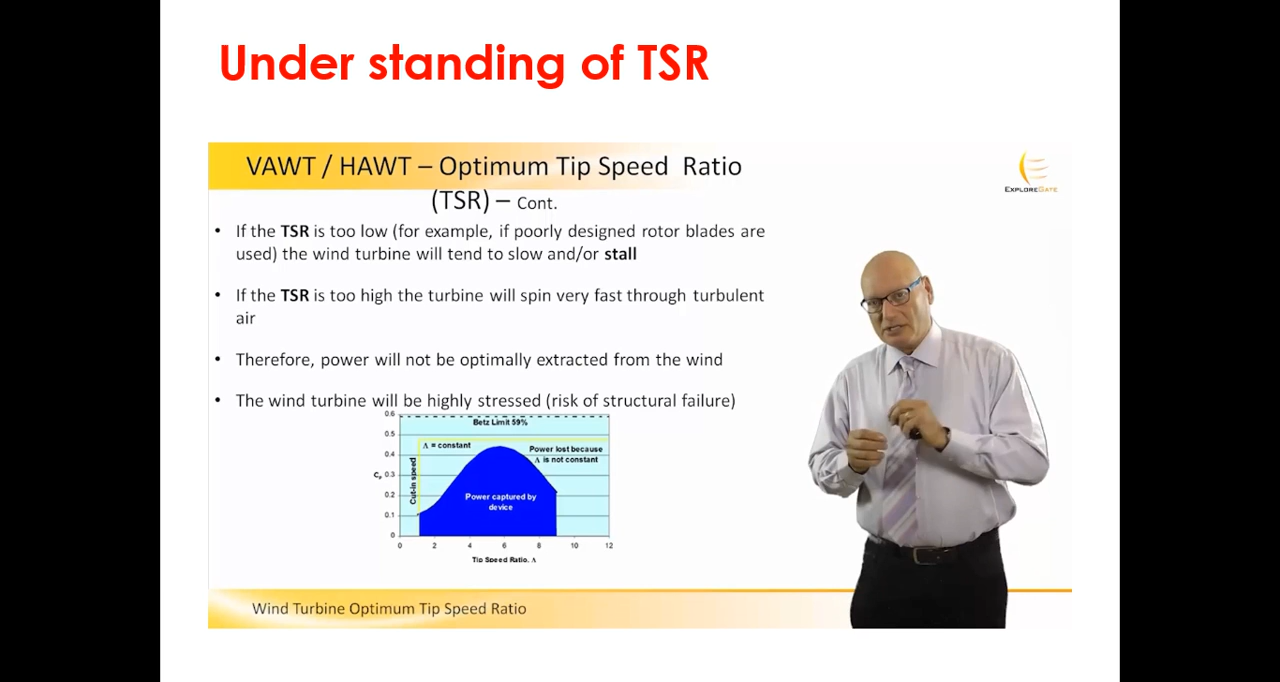 Under standing of TSR
VAWT / HAWT – Optimum Tip Speed Ratio
(TSR) – Cont.
EXPLOREGATE
• If the TSR is too low (for example, if poorly designed rotor blades are
used) the wind turbine will tend to slow and/or stall
• If the TSR is too high the turbine will spin very fast through turbulent
air
• Therefore, power will not be optimally extracted from the wind
• The wind turbine will be highly stressed (risk of structural failure)
0.6
Betz Limit 59%
0.5
Λ = constant
Power lost because
Λ is not constant
0.4
Cp 0.3
Cut-in speed
0.2
Power captured by
device
0.1
0
0 2 4 6 8 10 12
Tip Speed Ratio, Λ
Wind Turbine Optimum Tip Speed Ratio